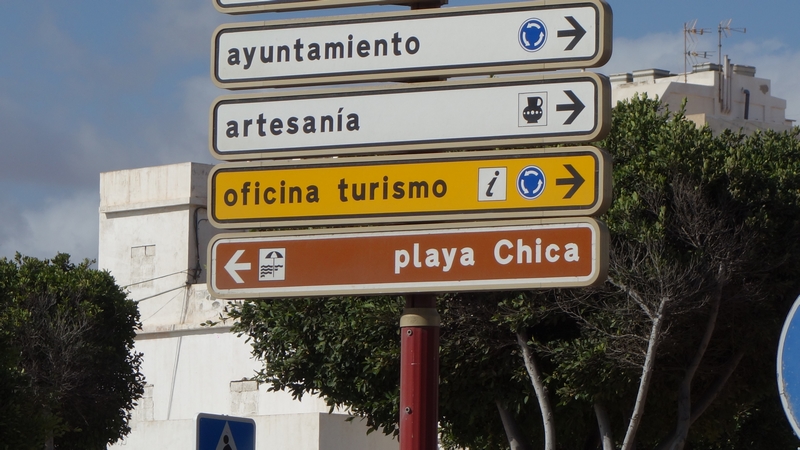 ayuntamiento
artesanía
oficina turismo i
playa Chica